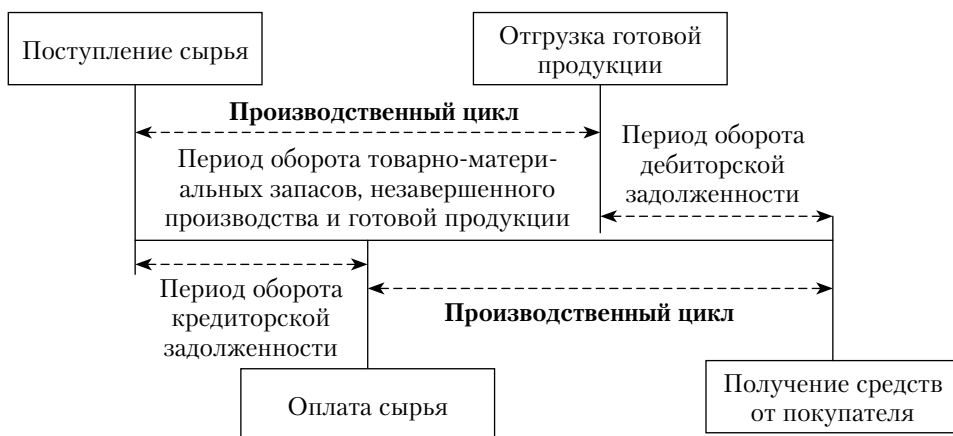 Поступление сырья
Отгрузка готовой
продукции
Производственный цикл
Период оборота товарно-матери-
альных запасов, незавершенного
производства и готовой продукции
Период оборота
дебиторской
задолженности
Период оборота
кредиторской
задолженности
Производственный цикл
Оплата сырья
Получение средств
от покупателя